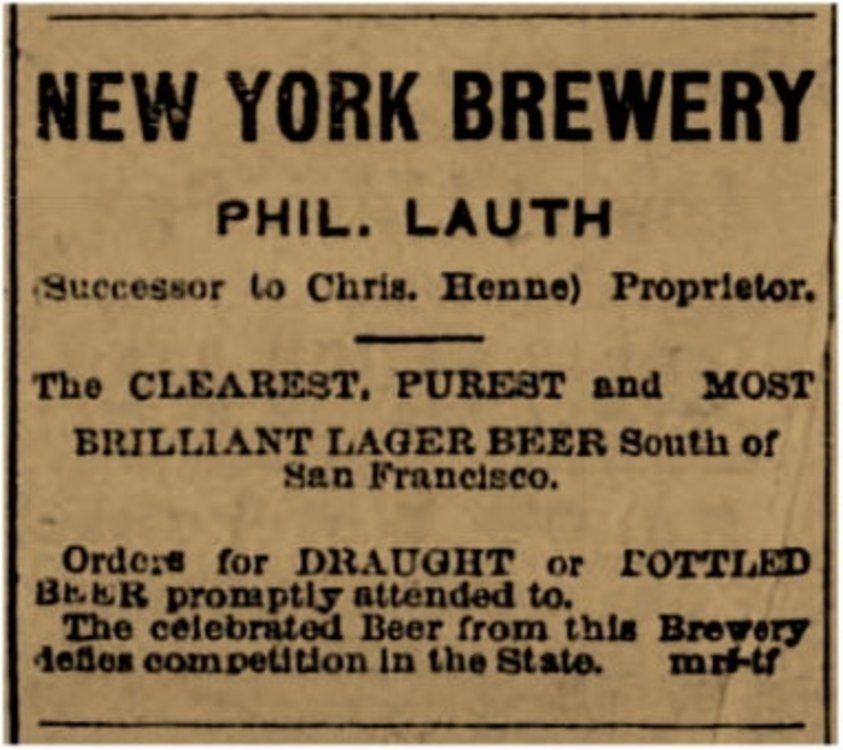 NEW YORK BREWERY
PHIL. LAUTH
(Successor to Chris. Henne) Proprietor.
The CLEAREST, PUREST and MOST
BRILLIANT LAGER BEER South of
San Francisco.
Orders for DRAUGHT or BOTTLED
BEER promptly attended to.
The celebrated Beer from this Brewery
defies competition in the State.